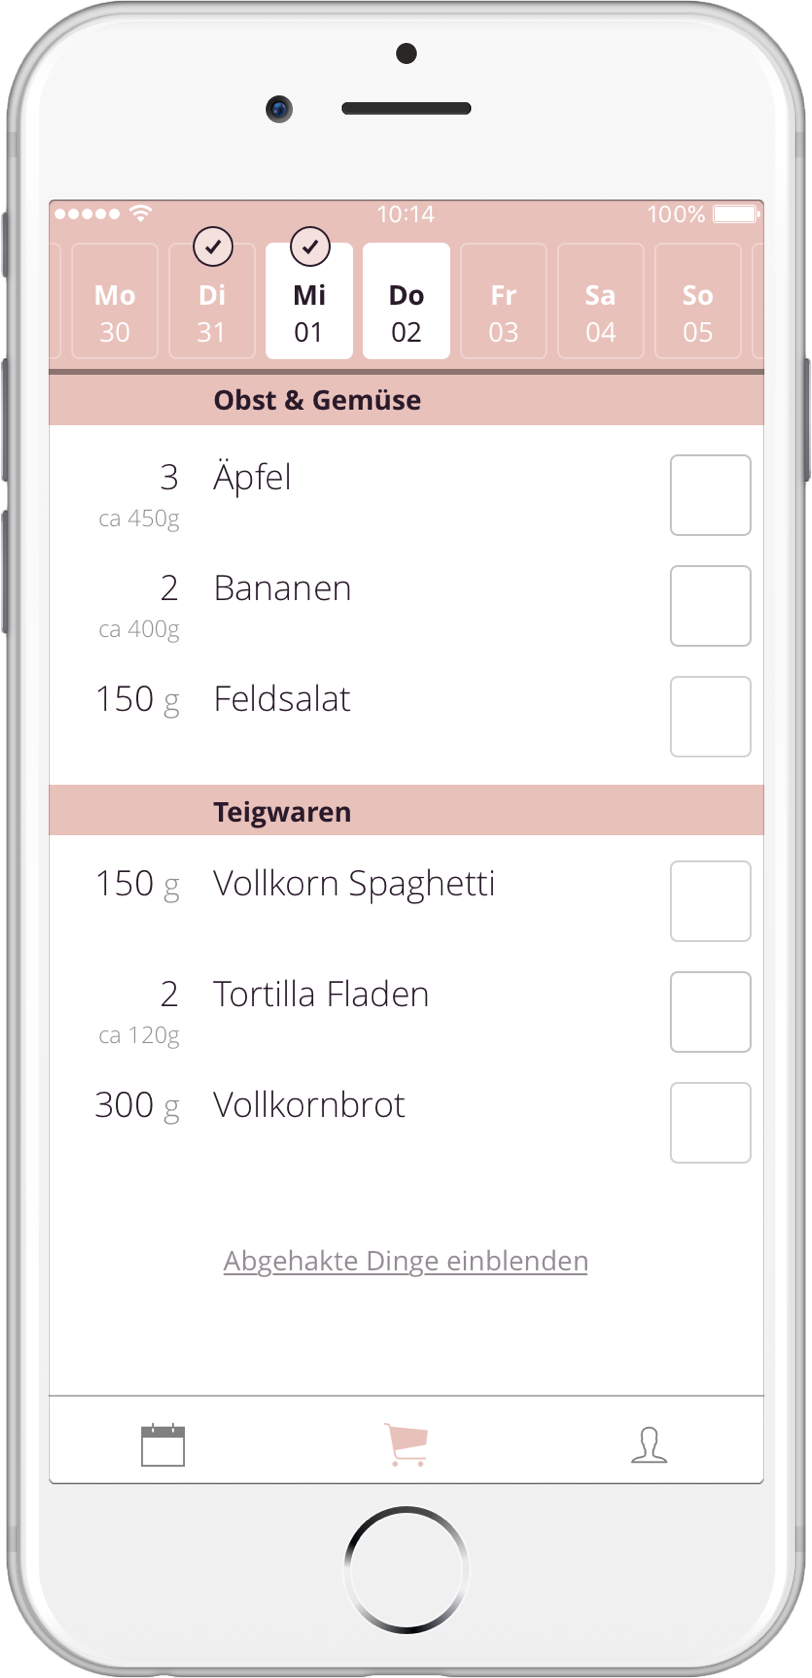 10:14 100%
Mo Di Mi Do Fr Sa So
30 31 01 02 03 04 05
Obst & Gemüse
3 Äpfel
ca 450g
2 Bananen
ca 400g
150 g Feldsalat
Teigwaren
150 g Vollkorn Spaghetti
2 Tortilla Fladen
ca 120g
300 g Vollkornbrot
Abgehakte Dinge einblenden